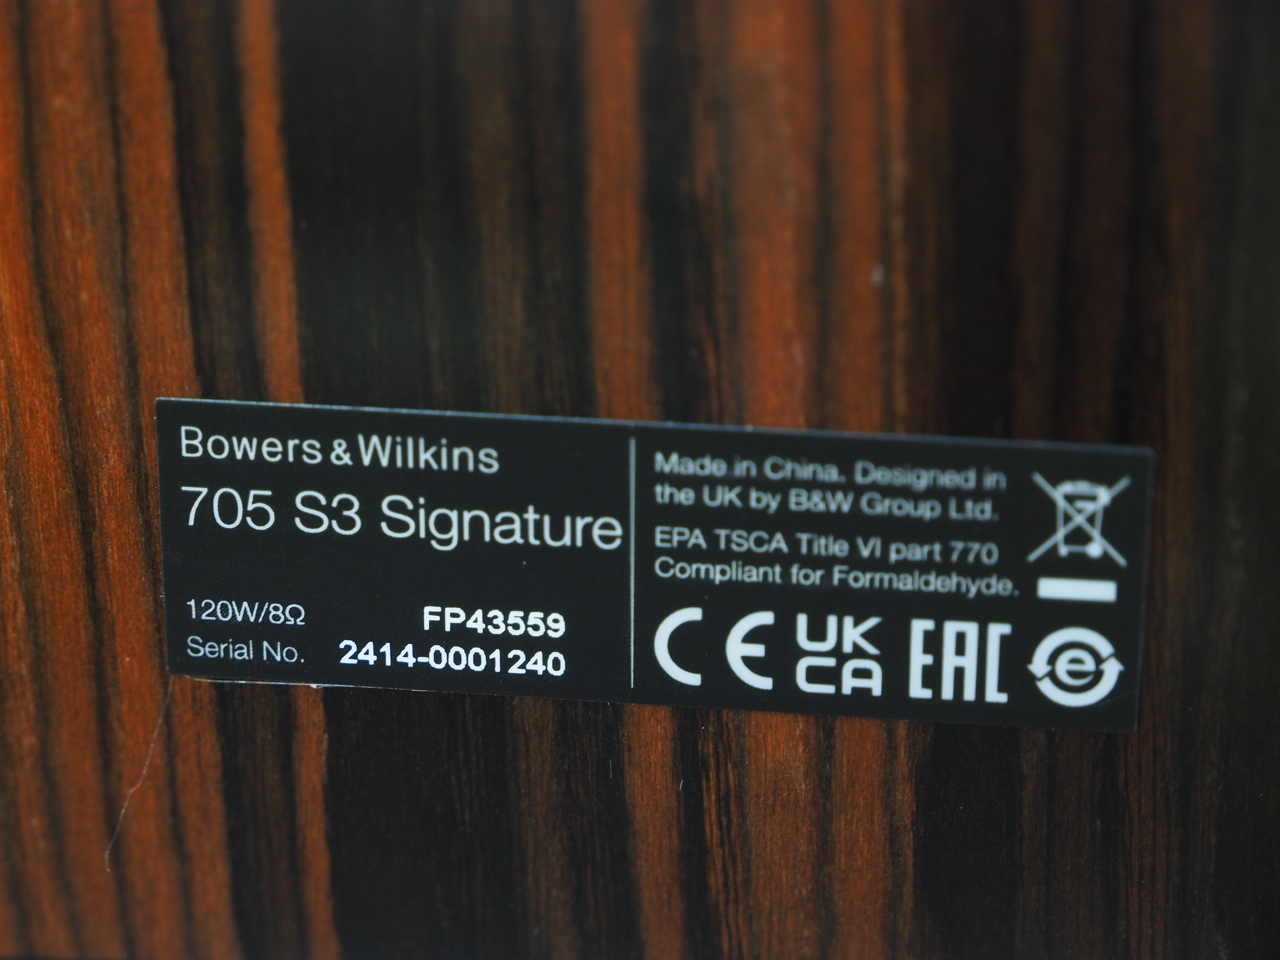 Bowers & Wilkins
705 S3 Signature
120W/8Ω FP43559
Serial No. 2414-0001240
Made in China. Designed in
the UK by B&W Group Ltd.
EPA TSCA Title VI part 770
Compliant for Formaldehyde.
CE UK CA EAC e